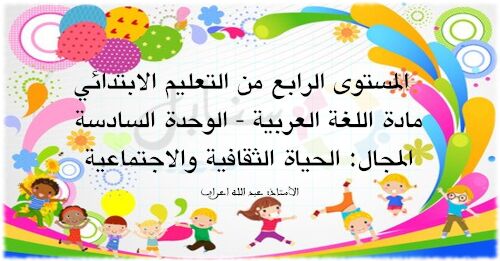 المستوى الرابع من التعليم الابتدائي
مادة اللغة العربية - الوحدة السادسة
المجال: الحياة الثقافية والاجتماعية
الأستاذ: عبد الله اعراب